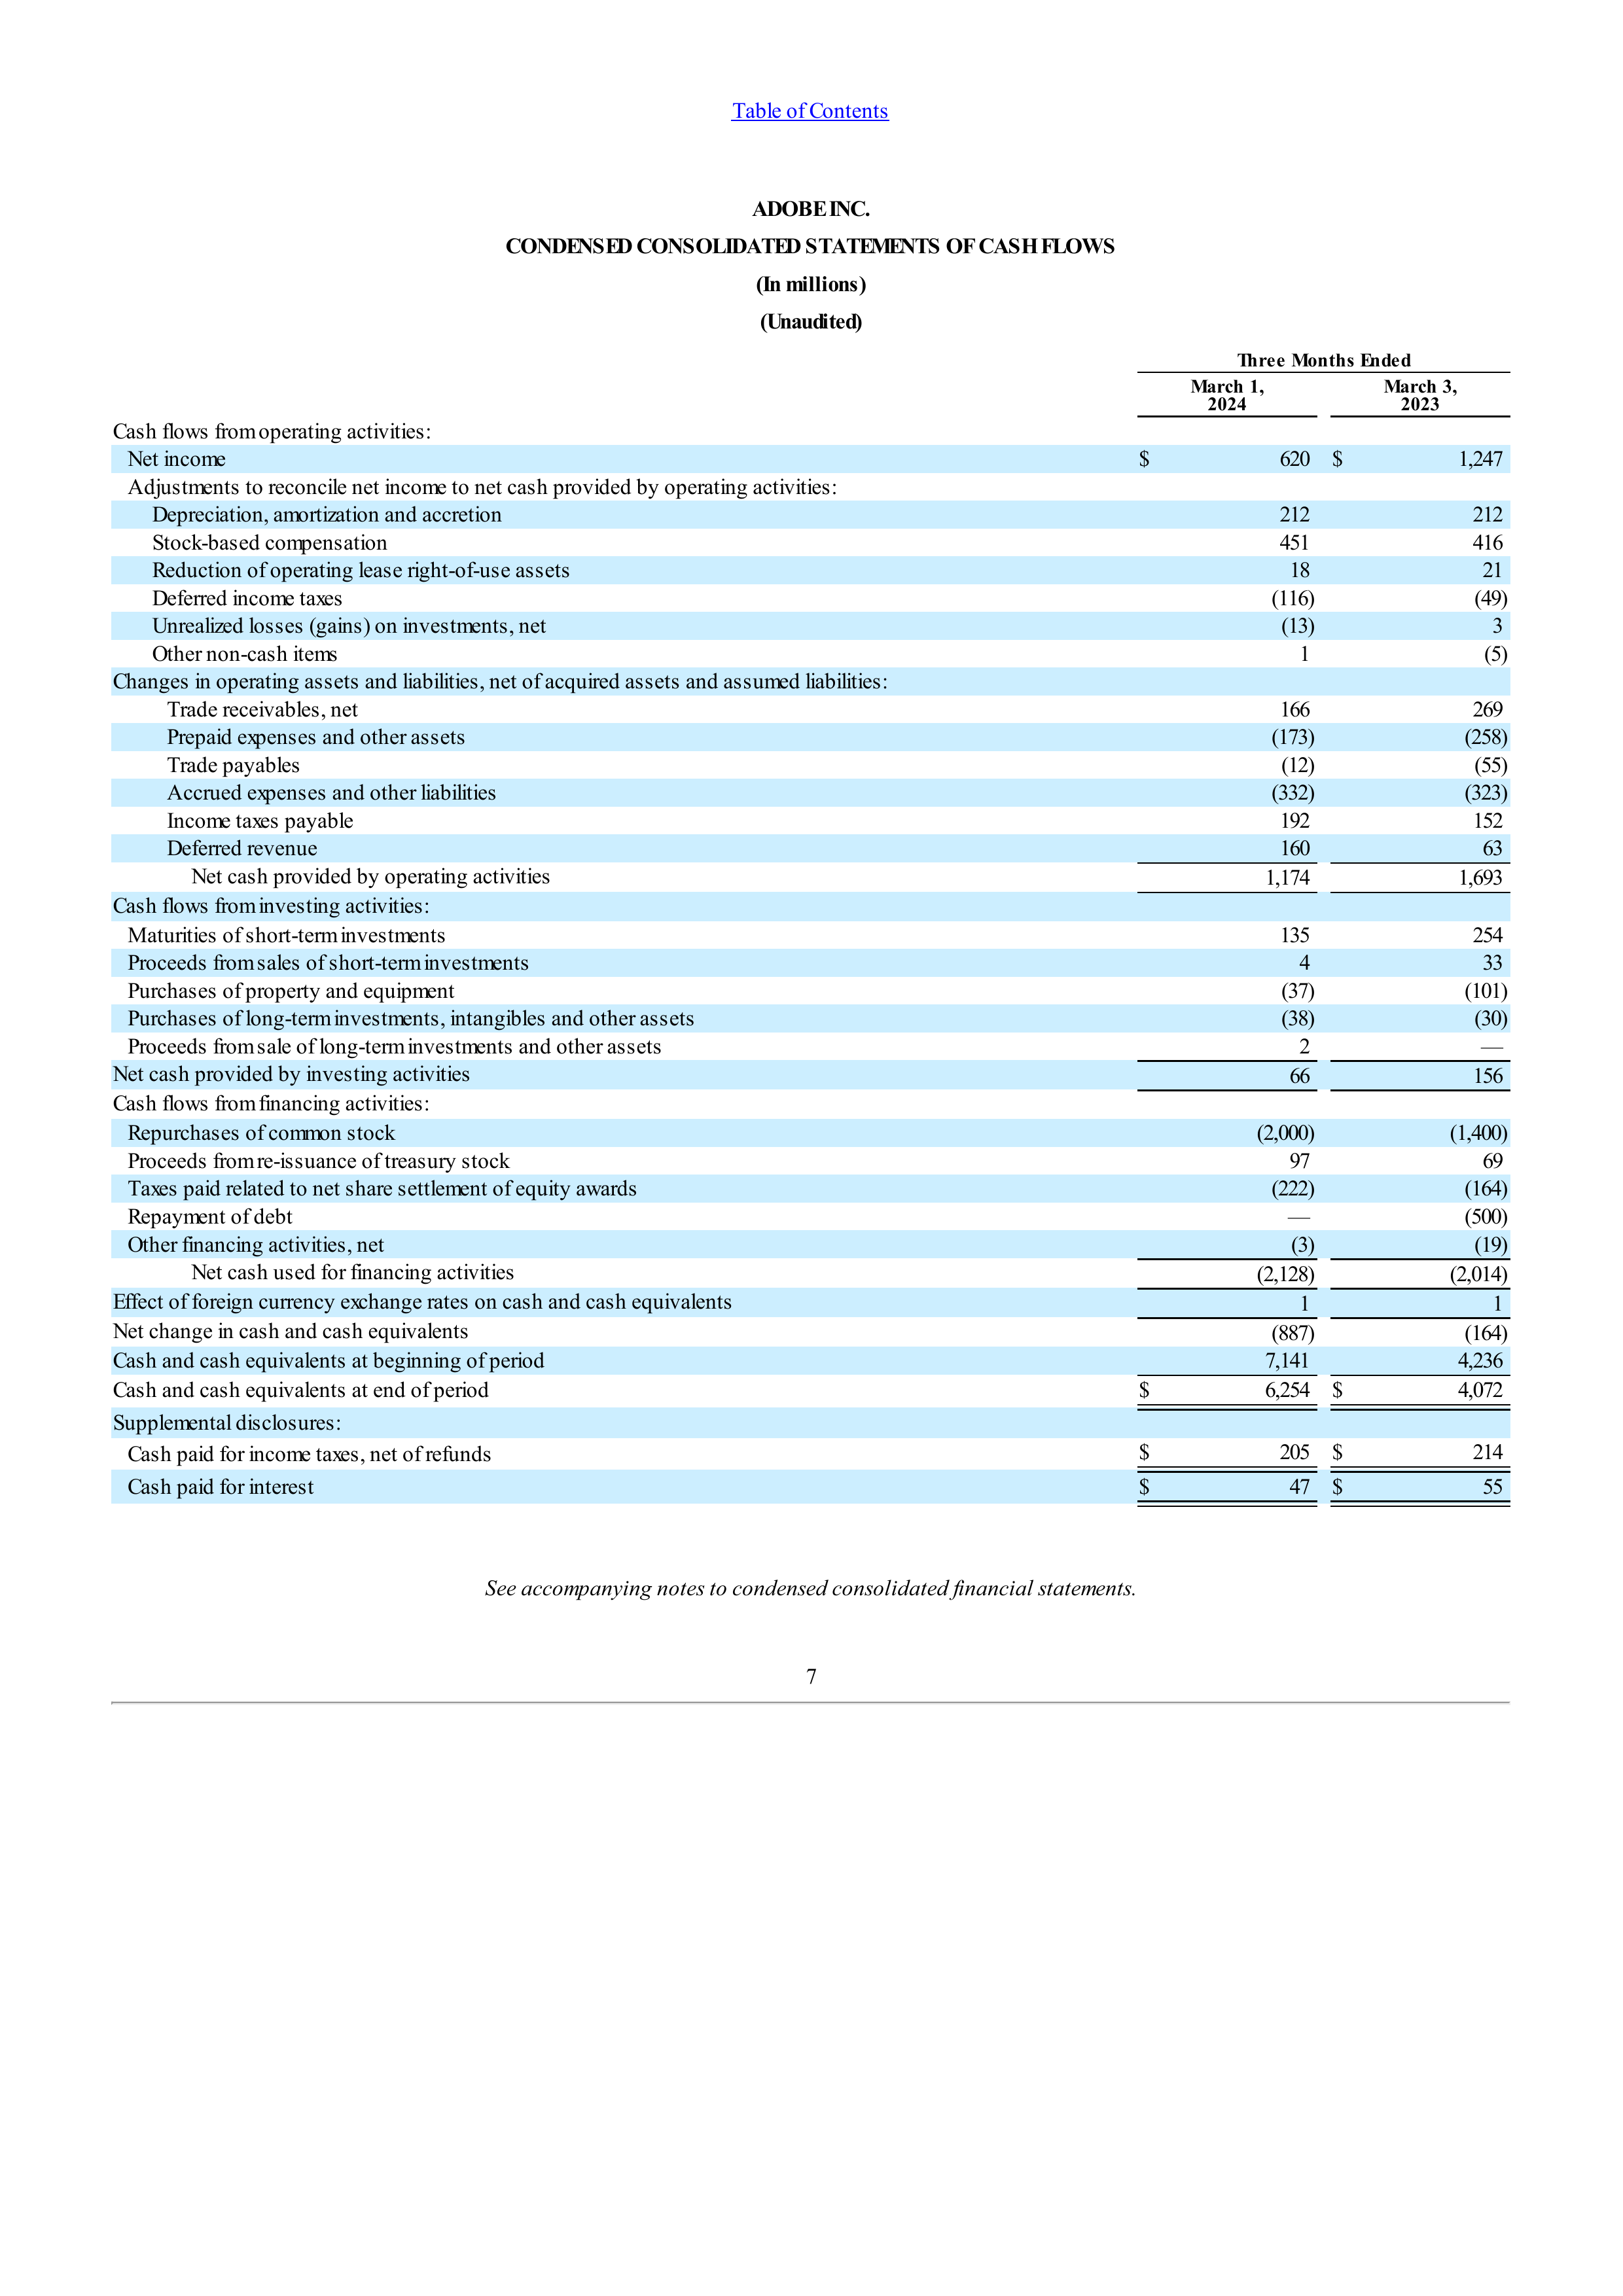 Table of Contents
ADOBE INC.
CONDENSED CONSOLIDATED STATEMENTS OF CASH FLOWS
(In millions)
(Unaudited)
Three Months Ended
March 1, 2024 March 3, 2023
Cash flows from operating activities:
Net income $ 620 $ 1,247
Adjustments to reconcile net income to net cash provided by operating activities:
Depreciation, amortization and accretion 212 212
Stock-based compensation 451 416
Reduction of operating lease right-of-use assets 18 21
Deferred income taxes (116) (49)
Unrealized losses (gains) on investments, net (13) 3
Other non-cash items 1 (5)
Changes in operating assets and liabilities, net of acquired assets and assumed liabilities:
Trade receivables, net 166 269
Prepaid expenses and other assets (173) (258)
Trade payables (12) (55)
Accrued expenses and other liabilities (332) (323)
Income taxes payable 192 152
Deferred revenue 160 63
Net cash provided by operating activities 1,174 1,693
Cash flows from investing activities:
Maturities of short-term investments 135 254
Proceeds from sales of short-term investments 4 33
Purchases of property and equipment (37) (101)
Purchases of long-term investments, intangibles and other assets (38) (30)
Proceeds from sale of long-term investments and other assets 2 —
Net cash provided by investing activities 66 156
Cash flows from financing activities:
Repurchases of common stock (2,000) (1,400)
Proceeds from re-issuance of treasury stock 97 69
Taxes paid related to net share settlement of equity awards (222) (164)
Repayment of debt — (500)
Other financing activities, net (3) (19)
Net cash used for financing activities (2,128) (2,014)
Effect of foreign currency exchange rates on cash and cash equivalents 1 1
Net change in cash and cash equivalents (887) (164)
Cash and cash equivalents at beginning of period 7,141 4,236
Cash and cash equivalents at end of period $ 6,254 $ 4,072
Supplemental disclosures:
Cash paid for income taxes, net of refunds $ 205 $ 214
Cash paid for interest $ 47 $ 55
See accompanying notes to condensed consolidated financial statements.
7